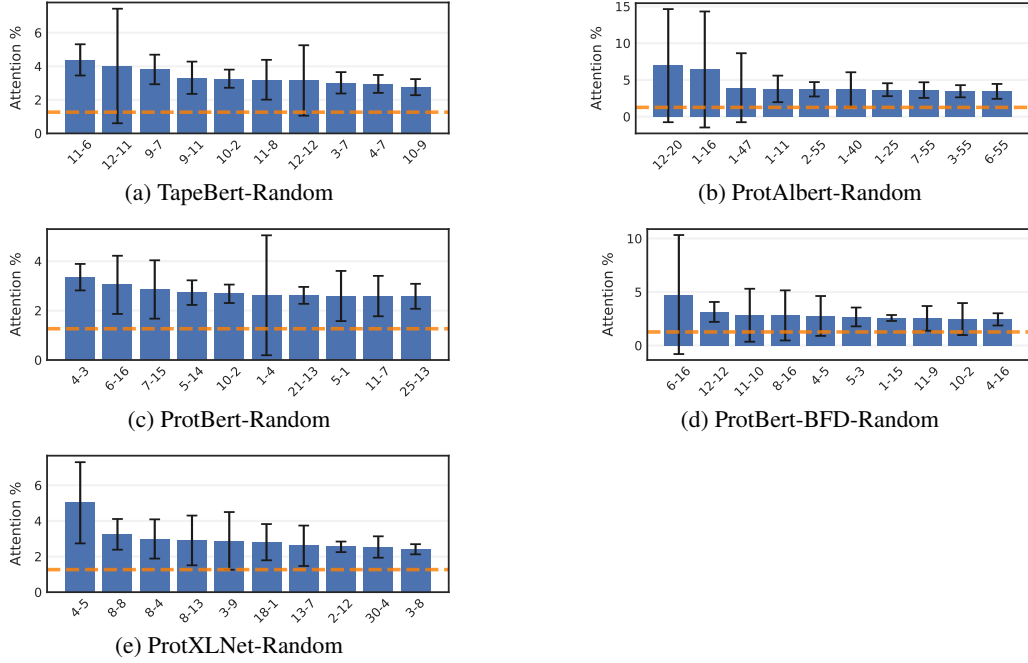 Attention %
6
4
2
0
11-6 12-11 9-7 9-11 10-2 11-8 12-12 3-7 4-7 10-9
(a) TapeBert-Random
Attention %
15
10
5
0
12-20 1-16 1-47 1-11 2-55 1-40 1-25 7-55 3-55 6-55
(b) ProtAlbert-Random
Attention %
4
2
0
4-3 6-16 7-15 5-14 10-2 1-4 21-13 5-1 11-7 25-13
(c) ProtBert-Random
Attention %
10
5
0
6-16 12-12 11-10 8-16 4-5 5-3 1-15 11-9 10-2 4-16
(d) ProtBert-BFD-Random
Attention %
6
4
2
0
4-5 8-8 8-4 8-13 3-9 18-1 13-7 2-12 30-4 3-8
(e) ProtXLNet-Random